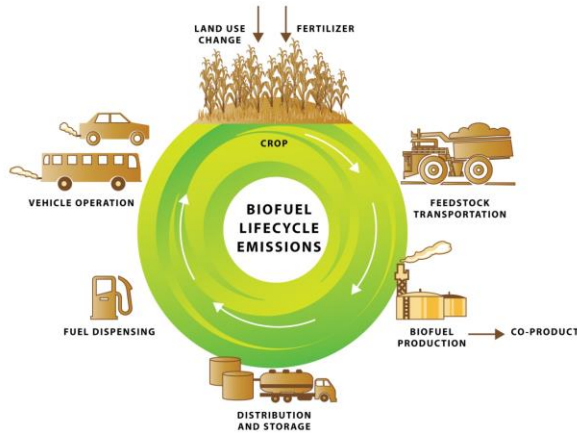 LAND USE
CHANGE
FERTILIZER
CROP
FEEDSTOCK
TRANSPORTATION
BIOFUEL
PRODUCTION
CO-PRODUCT
DISTRIBUTION
AND STORAGE
FUEL DISPENSING
VEHICLE OPERATION
BIOFUEL
LIFECYCLE
EMISSIONS